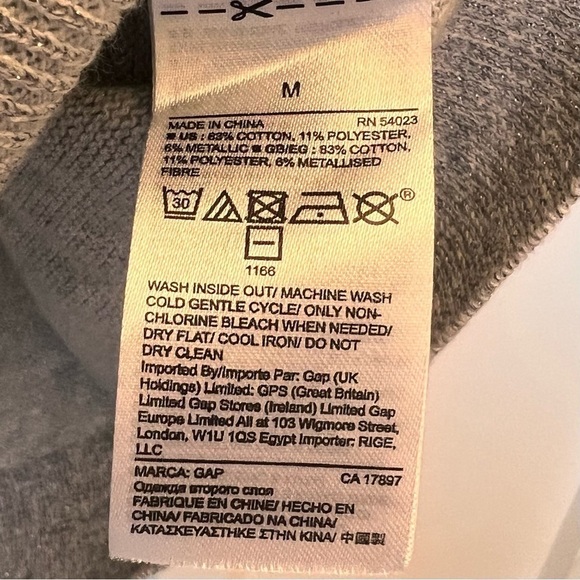 M
MADE IN CHINA RN 54023
■ US : 83% COTTON, 11% POLYESTER,
6% METALLIC ■ GB/EG : 83% COTTON,
11% POLYESTER, 6% METALLISED
FIBRE
30 ®
1166
WASH INSIDE OUT/ MACHINE WASH
COLD GENTLE CYCLE/ ONLY NON-
CHLORINE BLEACH WHEN NEEDED/
DRY FLAT/ COOL IRON/ DO NOT
DRY CLEAN
Imported By/Importe Par: Gap (UK
Holdings) Limited: GPS (Great Britain)
Limited Gap Stores (Ireland) Limited Gap
Europe Limited All at 103 Wigmore Street,
London, W1U 1QS Egypt Importer: RIGE,
LLC
MARCA: GAP CA 17897
Одежда второго слоя
FABRIQUE EN CHINE/ HECHO EN
CHINA/ FABRICADO NA CHINA/
ΚΑΤΑΣΚΕΥΑΣΤΗΚΕ ΣΤΗΝ ΚΙΝΑ/ 中國製